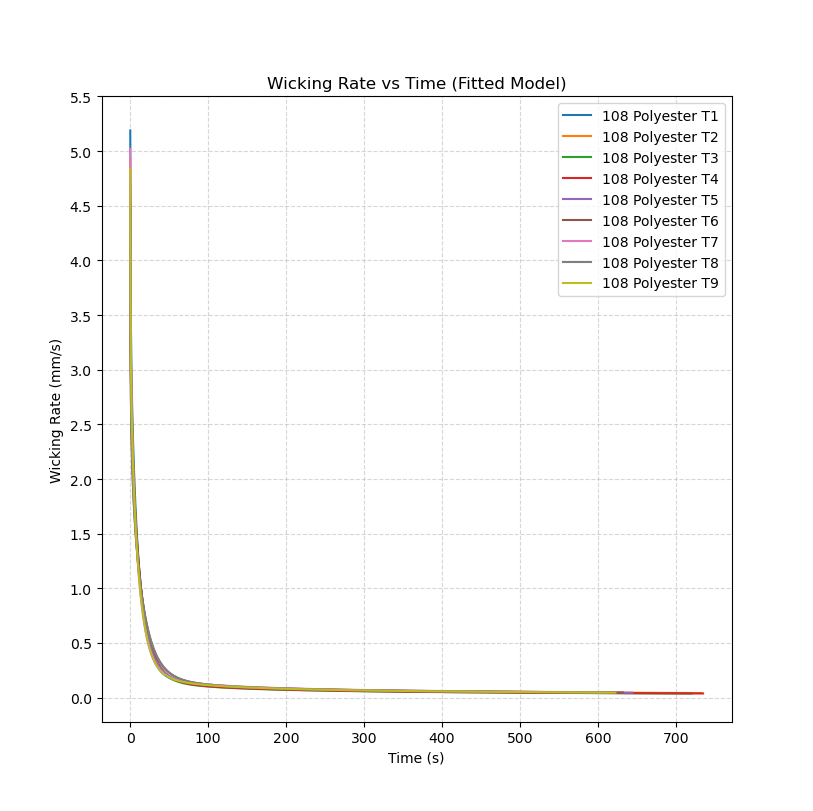 Wicking Rate vs Time (Fitted Model)
5.5
5.0
4.5
4.0
3.5
3.0
2.5
2.0
1.5
1.0
0.5
0.0
Wicking Rate (mm/s)
108 Polyester T1
108 Polyester T2
108 Polyester T3
108 Polyester T4
108 Polyester T5
108 Polyester T6
108 Polyester T7
108 Polyester T8
108 Polyester T9
0 100 200 300 400 500 600 700
Time (s)